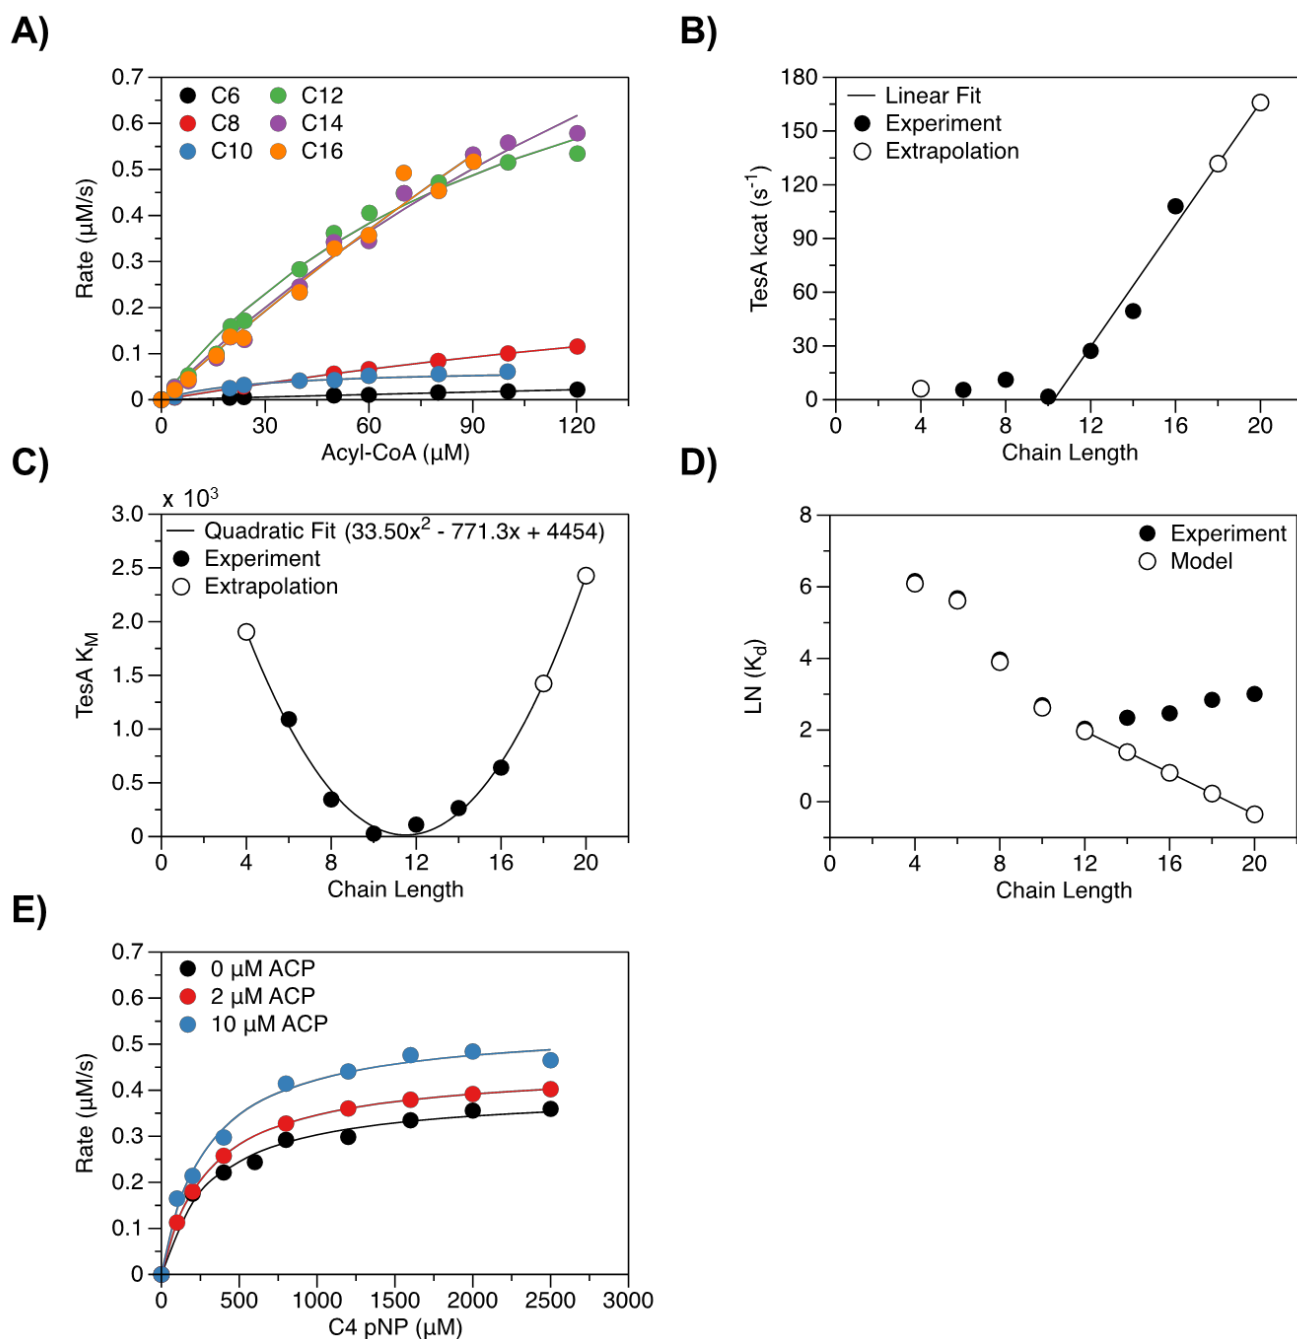 A)
0.7
0.6
0.5
0.4
0.3
0.2
0.1
0
Rate (µM/s)
C6 C12
C8 C14
C10 C16
0 30 60 90 120
Acyl-CoA (µM)
B)
180
150
120
90
60
30
0
TesA kcat (s⁻¹)
Linear Fit
Experiment
Extrapolation
0 4 8 12 16 20
Chain Length
C)
x 10³
3.0
2.5
2.0
1.5
1.0
0.5
0
TesA K_M
Quadratic Fit (33.50x² - 771.3x + 4454)
Experiment
Extrapolation
0 4 8 12 16 20
Chain Length
D)
8
6
4
2
0
LN (K_d)
Experiment
Model
0 4 8 12 16 20
Chain Length
E)
0.7
0.6
0.5
0.4
0.3
0.2
0.1
0
Rate (µM/s)
0 µM ACP
2 µM ACP
10 µM ACP
0 500 1000 1500 2000 2500 3000
C4 pNP (µM)